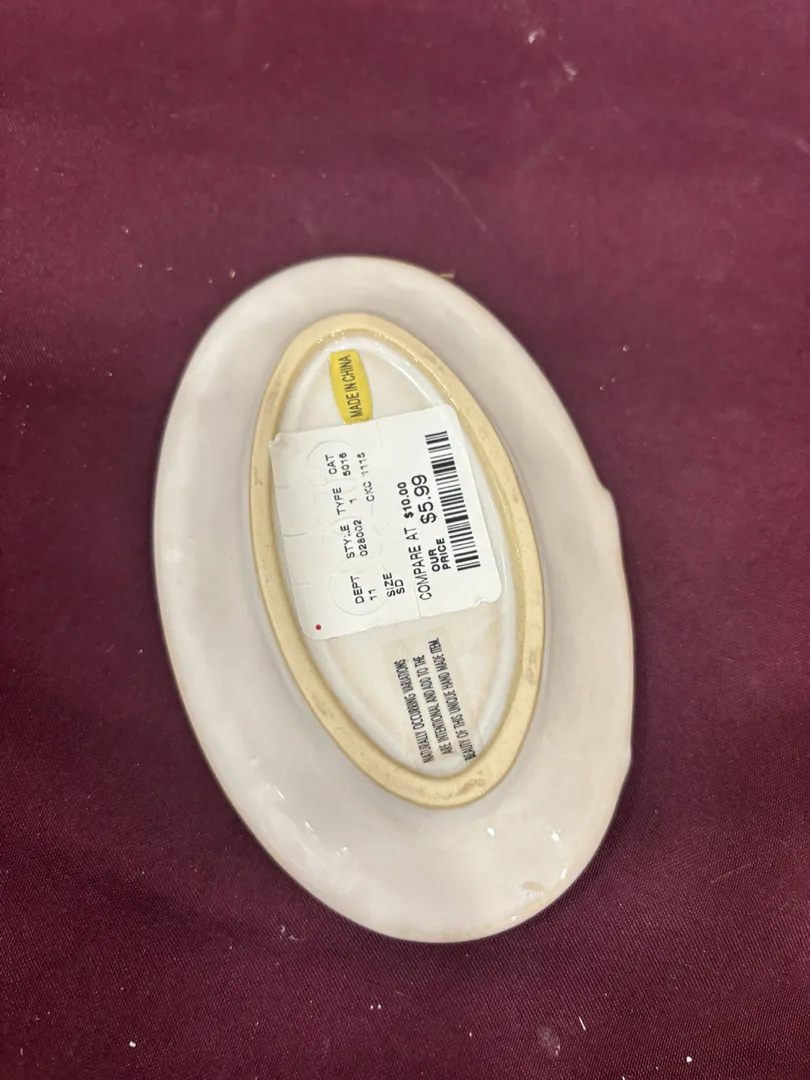 MADE IN CHINA
DEPT STYLE TYPE CAT
11 028002 1 5016
SIZE CKC 1115
SD
COMPARE AT $10.00
OUR PRICE $5.99
NATURALLY OCCURRING VARIATIONS
ARE INTENTIONAL AND ADD TO THE
BEAUTY OF THIS UNIQUE HAND MADE ITEM.